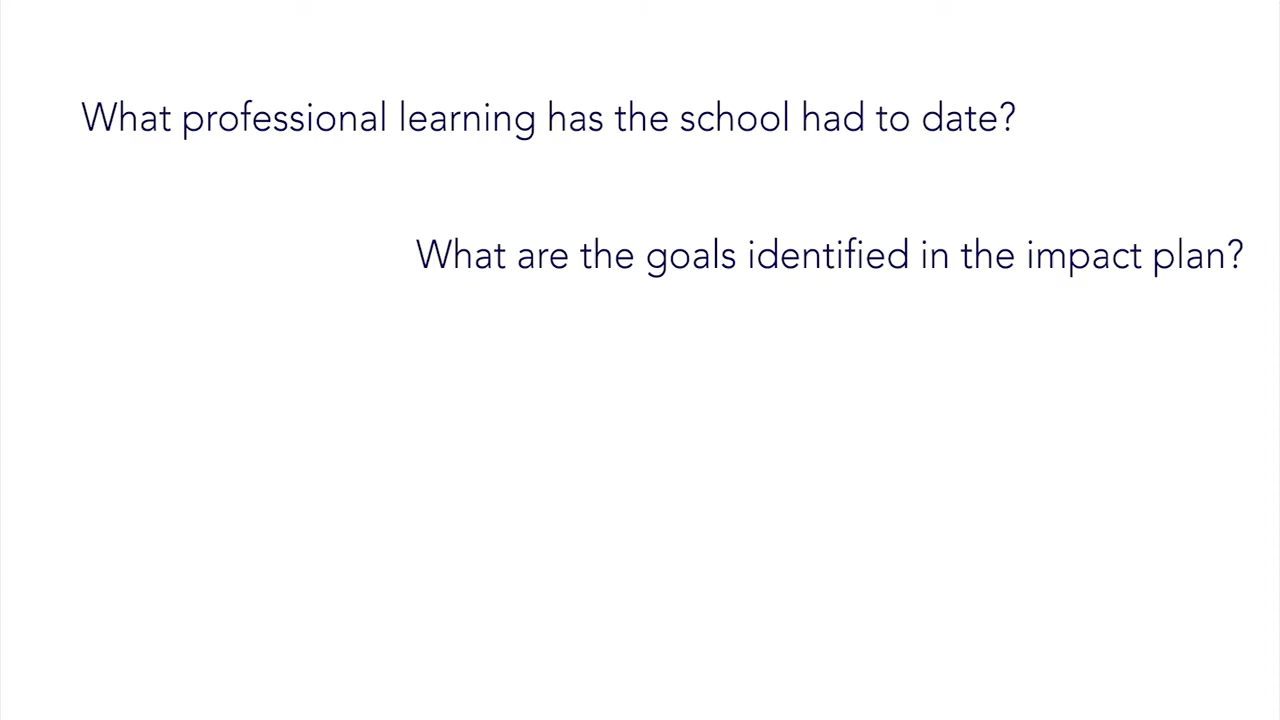 What professional learning has the school had to date?
What are the goals identified in the impact plan?